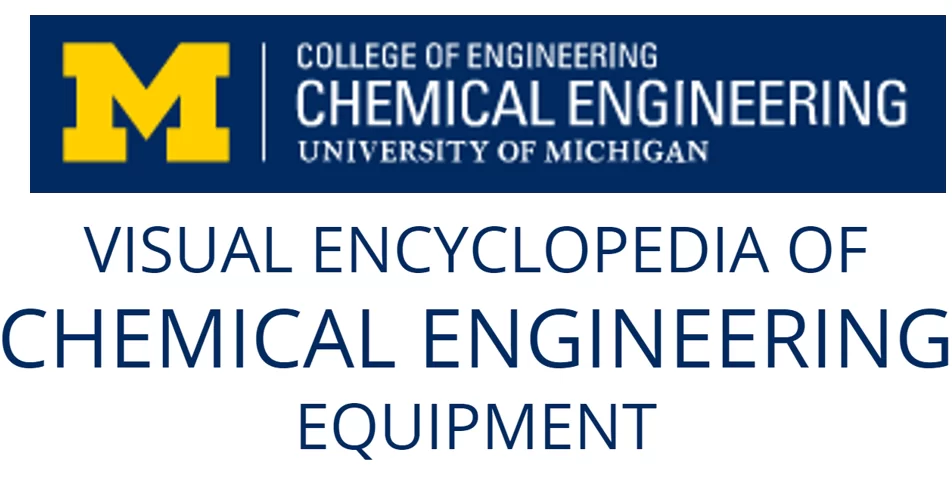 M
COLLEGE OF ENGINEERING
CHEMICAL ENGINEERING
UNIVERSITY OF MICHIGAN
VISUAL ENCYCLOPEDIA OF
CHEMICAL ENGINEERING
EQUIPMENT